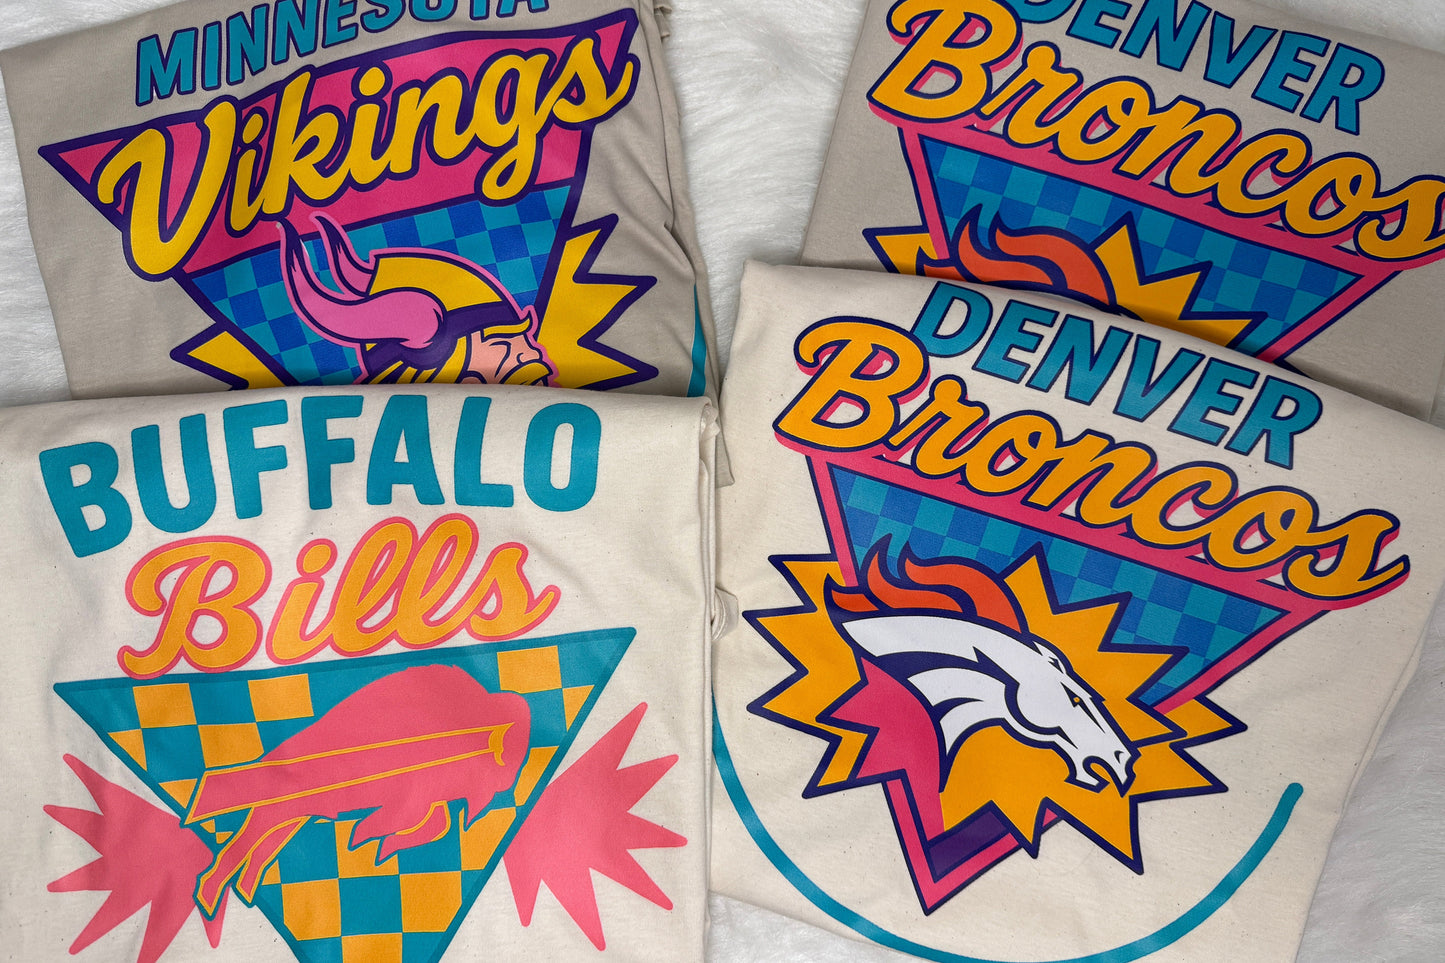 MINNESOTA
Vikings
DENVER
Broncos
BUFFALO
Bills
DENVER
Broncos